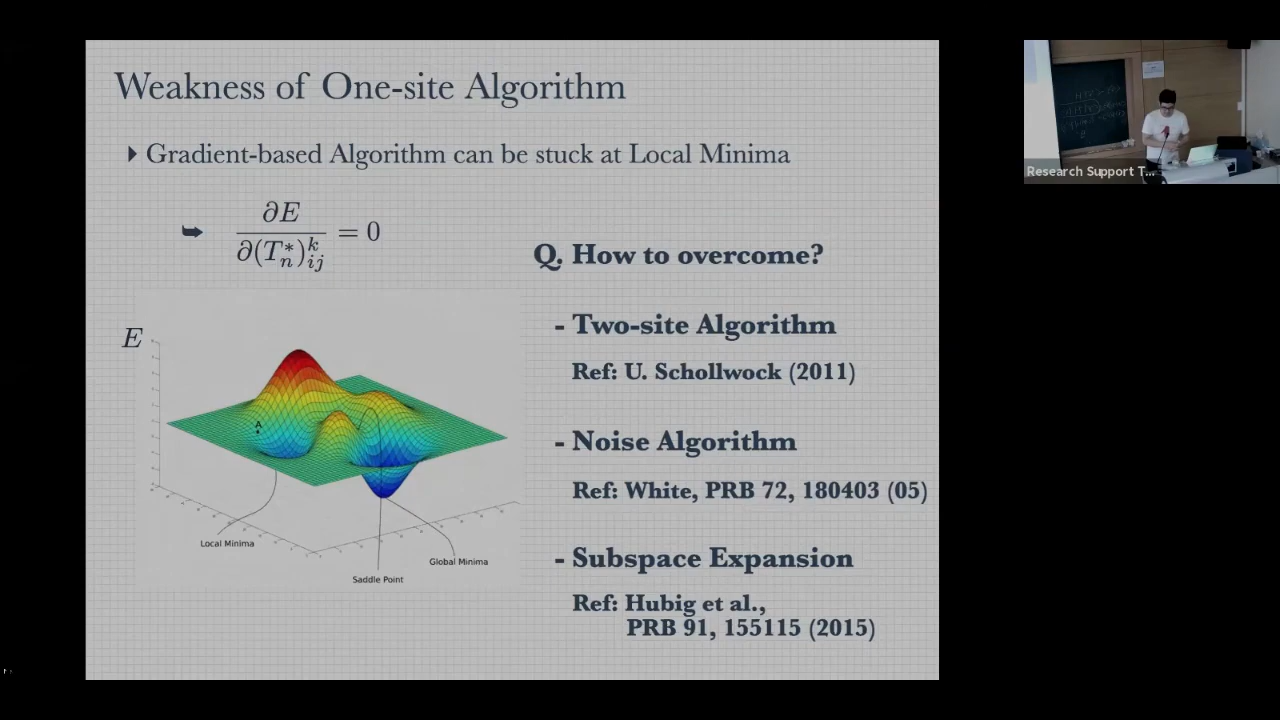 Weakness of One-site Algorithm
Gradient-based Algorithm can be stuck at Local Minima
∂E/∂(T_n^*)_{ij}^k = 0
E
A
Local Minima
Saddle Point
Global Minima
Q. How to overcome?
- Two-site Algorithm
Ref: U. Schollwock (2011)
- Noise Algorithm
Ref: White, PRB 72, 180403 (05)
- Subspace Expansion
Ref: Hubig et al.,
PRB 91, 155115 (2015)
Research Support T...